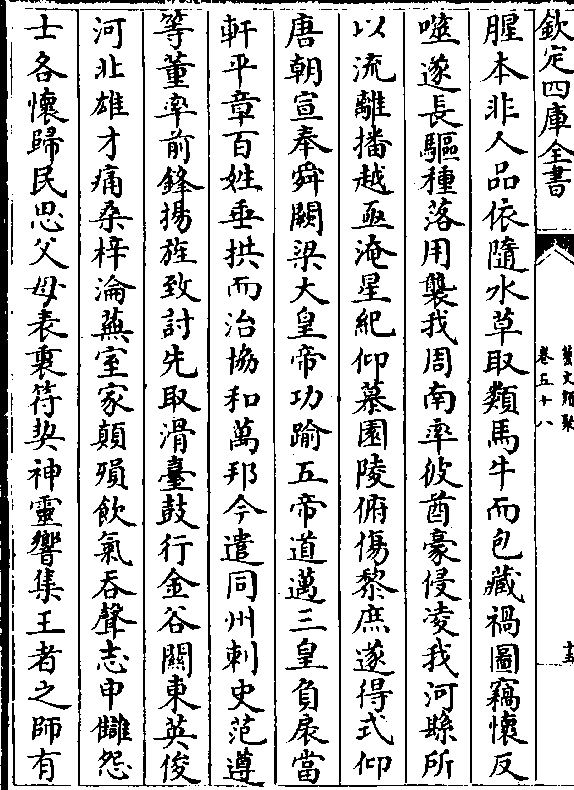 欽定四庫全書
藝文類聚
卷五十八
腥本非人品依隨水草取類馬牛而包藏禍圖竊懷反
噬遂長驅種落用襲我周南率彼酋豪侵凌我河縣所
以流離播越亟淹星紀仰慕園陵俯傷黎庶遂得式仰
唐朝宣奉舜闕梁大皇帝功踰五帝道邁三皇負扆當
軒平章百姓垂拱而治協和萬邦今遣同州刺史范遵
等董率前鋒揚旌致討先取滑臺鼓行金谷關東英俊
河北雄才痛桑梓淪蕪室家顛殞飲氣吞聲志申讎怨
士各懷歸民思父母表裏符契神靈響集王者之師有